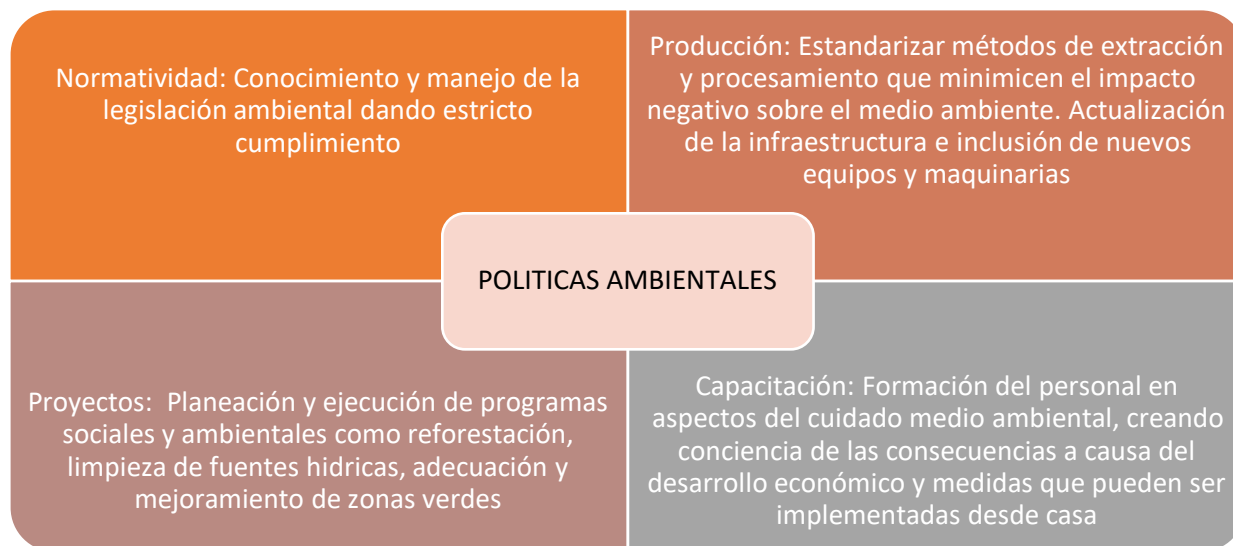 Normatividad: Conocimiento y manejo de la
legislación ambiental dando estricto
cumplimiento
Producción: Estandarizar métodos de extracción
y procesamiento que minimicen el impacto
negativo sobre el medio ambiente. Actualización
de la infraestructura e inclusión de nuevos
equipos y maquinarias
POLITICAS AMBIENTALES
Proyectos:  Planeación y ejecución de programas
sociales y ambientales como reforestación,
limpieza de fuentes hidricas, adecuación y
mejoramiento de zonas verdes
Capacitación: Formación del personal en
aspectos del cuidado medio ambiental, creando
conciencia de las consecuencias a causa del
desarrollo económico y medidas que pueden ser
implementadas desde casa